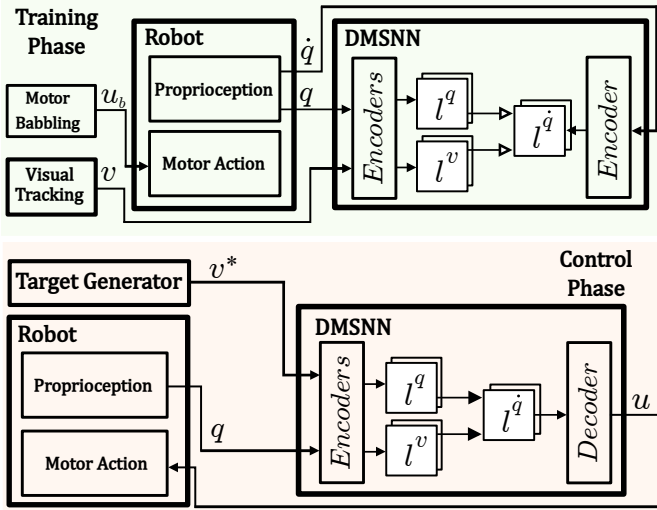 Training
Phase
Robot
q̇
DMSNN
Proprioception
q
Motor
Babbling
u_b
Motor Action
Visual
Tracking
v
Encoders
l^q
l^v
l^q̇
Encoder
Target Generator
v*
Control
Phase
Robot
DMSNN
Proprioception
q
Motor Action
Encoders
l^q
l^v
l^q̇
Decoder
u